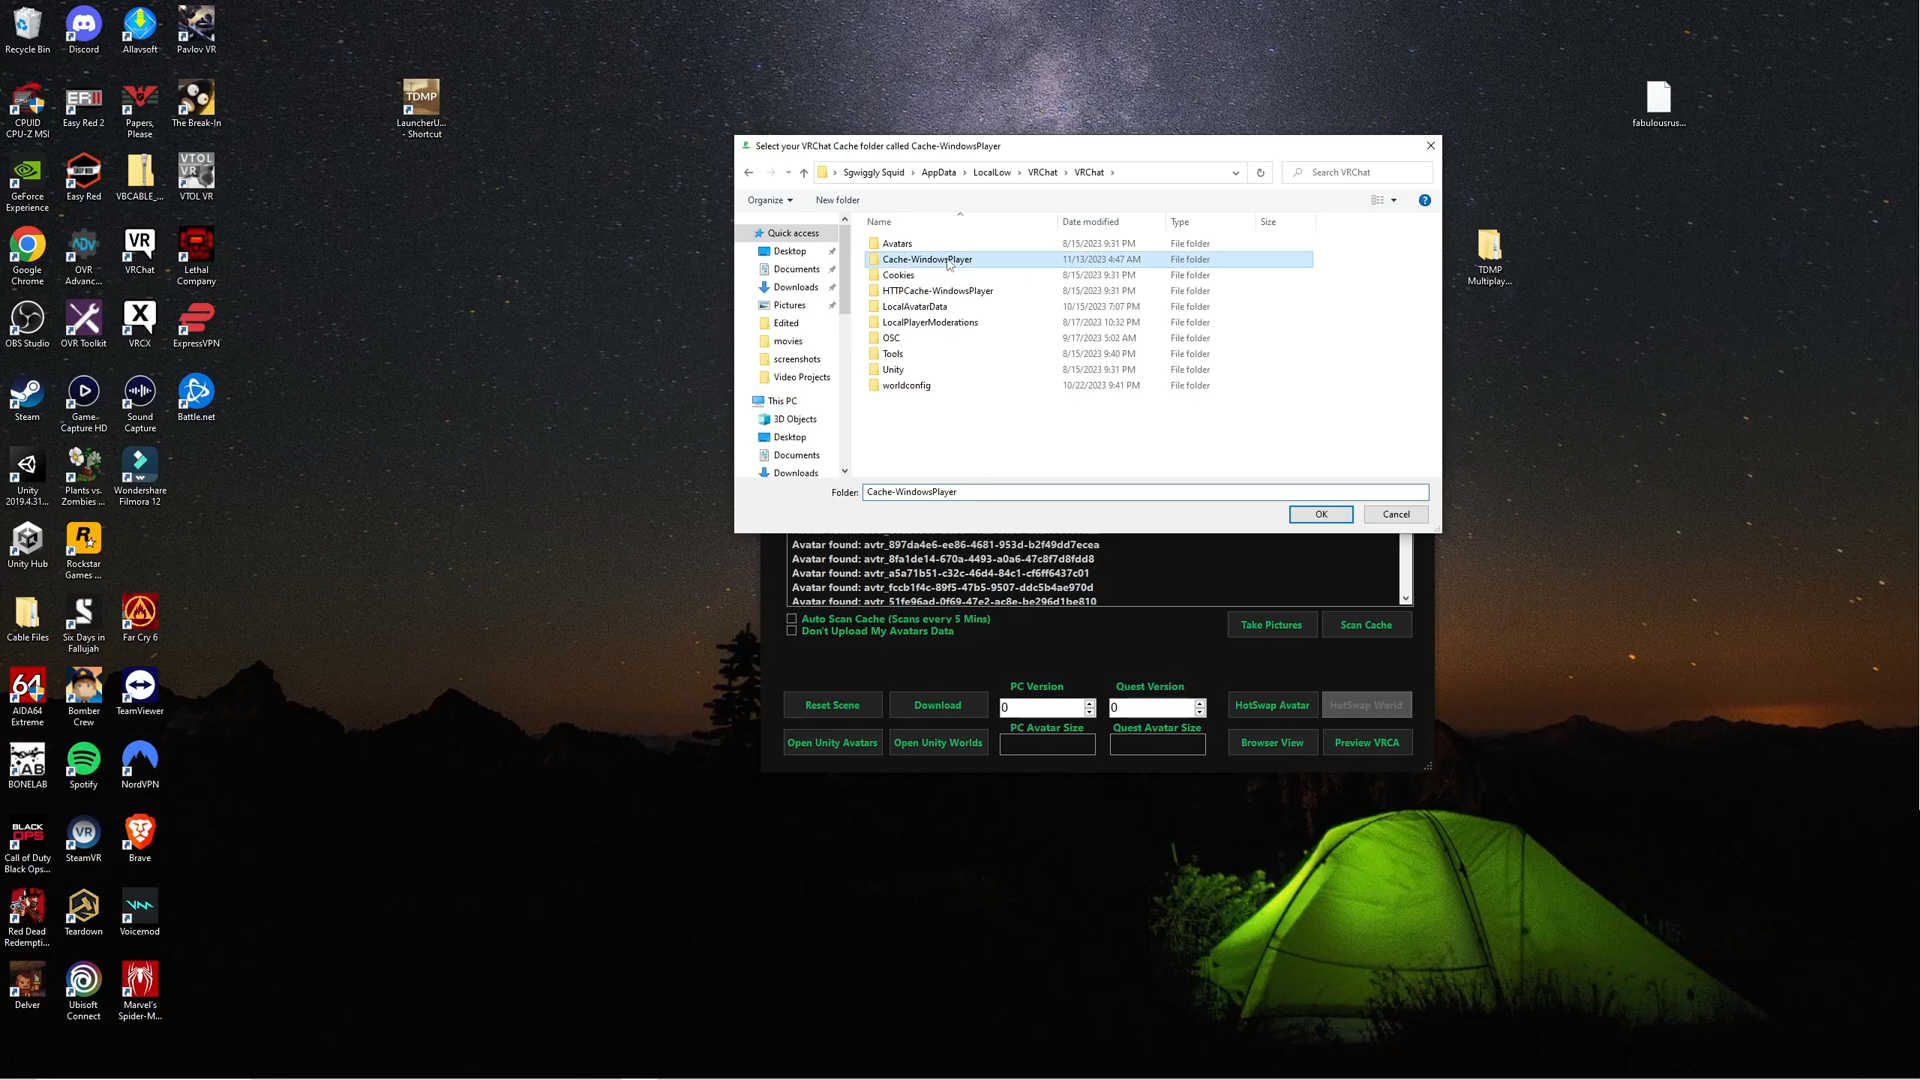 Recycle Bin
Discord
Allavsoft
Pavlov VR
CPUID
CPU-Z MSI
Easy Red 2
Papers,
Please
The Break-In
GeForce
Experience
Easy Red
VBCABLE_...
VTOL VR
Google
Chrome
OVR
Advanc...
VRChat
Lethal
Company
OBS Studio
OVR Toolkit
VRCX
ExpressVPN
Steam
Game
Capture HD
Sound
Capture
Battle.net
Unity
2019.4.31...
Plants vs.
Zombies ...
Wondershare
Filmora 12
Unity Hub
Rockstar
Games ...
Cable Files
Six Days in
Fallujah
Far Cry 6
AIDA64
Extreme
Bomber
Crew
TeamViewer
BONELAB
Spotify
NordVPN
Call of Duty
Black Ops...
SteamVR
Brave
Red Dead
Redempti...
Teardown
Voicemod
Delver
Ubisoft
Connect
Marvel's
Spider-M...
TDMP
LauncherU...
- Shortcut
fabulousrus...
TDMP
Multiplay...
Select your VRChat Cache folder called Cache-WindowsPlayer
Sgwiggly Squid > AppData > LocalLow > VRChat > VRChat >
Search VRChat
Organize
New folder
Name
Date modified
Type
Size
Quick access
Desktop
Documents
Downloads
Pictures
Edited
movies
screenshots
Video Projects
This PC
3D Objects
Desktop
Documents
Downloads
Avatars 8/15/2023 9:31 PM File folder
Cache-WindowsPlayer 11/13/2023 4:47 AM File folder
Cookies 8/15/2023 9:31 PM File folder
HTTPCache-WindowsPlayer 8/15/2023 9:31 PM File folder
LocalAvatarData 10/15/2023 7:07 PM File folder
LocalPlayerModerations 8/17/2023 10:32 PM File folder
OSC 9/17/2023 5:02 AM File folder
Tools 8/15/2023 9:40 PM File folder
Unity 8/15/2023 9:31 PM File folder
worldconfig 10/22/2023 9:41 PM File folder
Folder: Cache-WindowsPlayer
OK
Cancel
Avatar found: avtr_897da4e6-ee86-4681-953d-b2f49dd7ecea
Avatar found: avtr_8fa1de14-670a-4493-a0a6-47c8f7d8fdd8
Avatar found: avtr_a5a71b51-c32c-46d4-84c1-cf6ff6437c01
Avatar found: avtr_fccb1f4c-89f5-47b5-9507-ddc5b4ae970d
Avatar found: avtr_51fe96ad-0f69-47e2-ac8e-be296d1be810
Auto Scan Cache (Scans every 5 Mins)
Don't Upload My Avatars Data
Take Pictures
Scan Cache
PC Version
Quest Version
Reset Scene
Download
0
0
HotSwap Avatar
HotSwap World
PC Avatar Size
Quest Avatar Size
Open Unity Avatars
Open Unity Worlds
Browser View
Preview VRCA